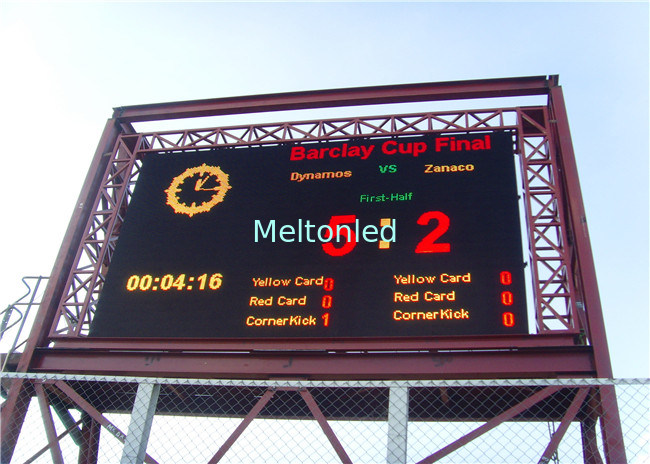 Barclay Cup Final
Dynamos VS Zanaco
First-Half
5 : 2
Meltonled
00:04:16
Yellow Card 0 Yellow Card 0
Red Card 0 Red Card 0
CornerKick 1 CornerKick 0